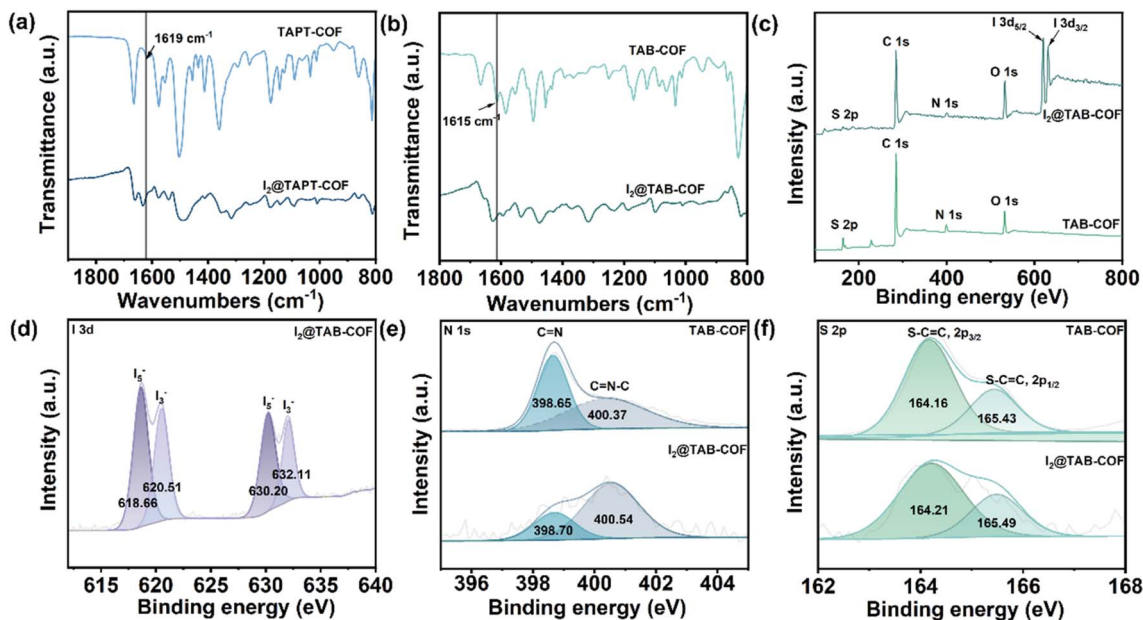 (a)
TAPT-COF
1619 cm⁻¹
I₂@TAPT-COF
Transmittance (a.u.)
1800 1600 1400 1200 1000 800
Wavenumbers (cm⁻¹)
(b)
TAB-COF
1615 cm⁻¹
I₂@TAB-COF
Transmittance (a.u.)
1800 1600 1400 1200 1000 800
Wavenumbers (cm⁻¹)
(c)
I 3d₅/₂
I 3d₃/₂
C 1s
O 1s
N 1s
S 2p
I₂@TAB-COF
C 1s
O 1s
N 1s
S 2p
TAB-COF
Intensity (a.u.)
200 400 600 800
Binding energy (eV)
(d)
I 3d
I₂@TAB-COF
I₅⁻
I₃⁻
I₅⁻
I₃⁻
618.66
620.51
630.20
632.11
Intensity (a.u.)
615 620 625 630 635 640
Binding energy (eV)
(e)
N 1s
TAB-COF
C=N
C=N-C
398.65
400.37
I₂@TAB-COF
398.70
400.54
Intensity (a.u.)
396 398 400 402 404
Binding energy (eV)
(f)
S 2p
TAB-COF
S-C=C, 2p₃/₂
S-C=C, 2p₁/₂
164.16
165.43
I₂@TAB-COF
164.21
165.49
Intensity (a.u.)
162 164 166 168
Binding energy (eV)